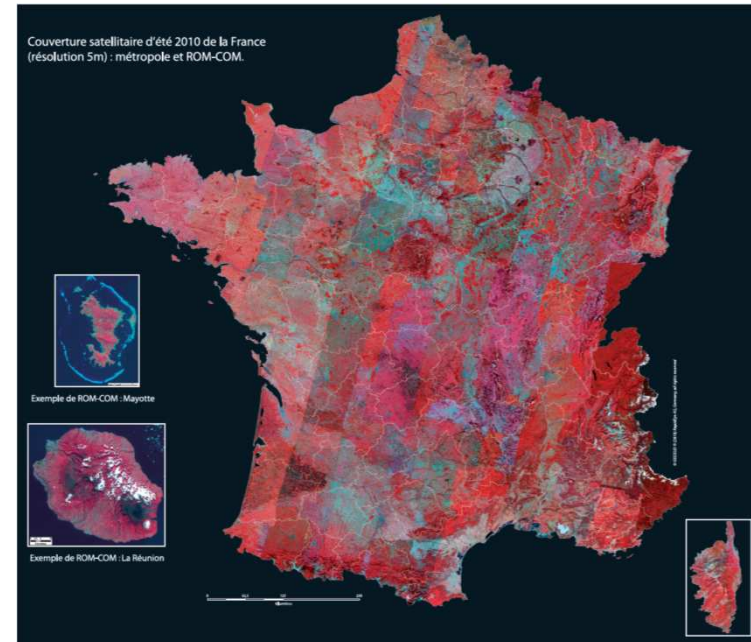 Couverture satellitaire d'été 2010 de la France
(résolution 5m) : métropole et ROM-COM.
Exemple de ROM-COM : Mayotte
Exemple de ROM-COM : La Réunion